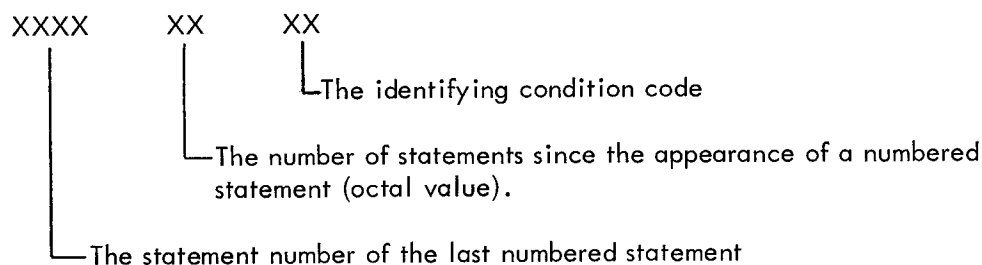 XXXX XX XX
The identifying condition code
The number of statements since the appearance of a numbered
statement (octal value).
The statement number of the last numbered statement